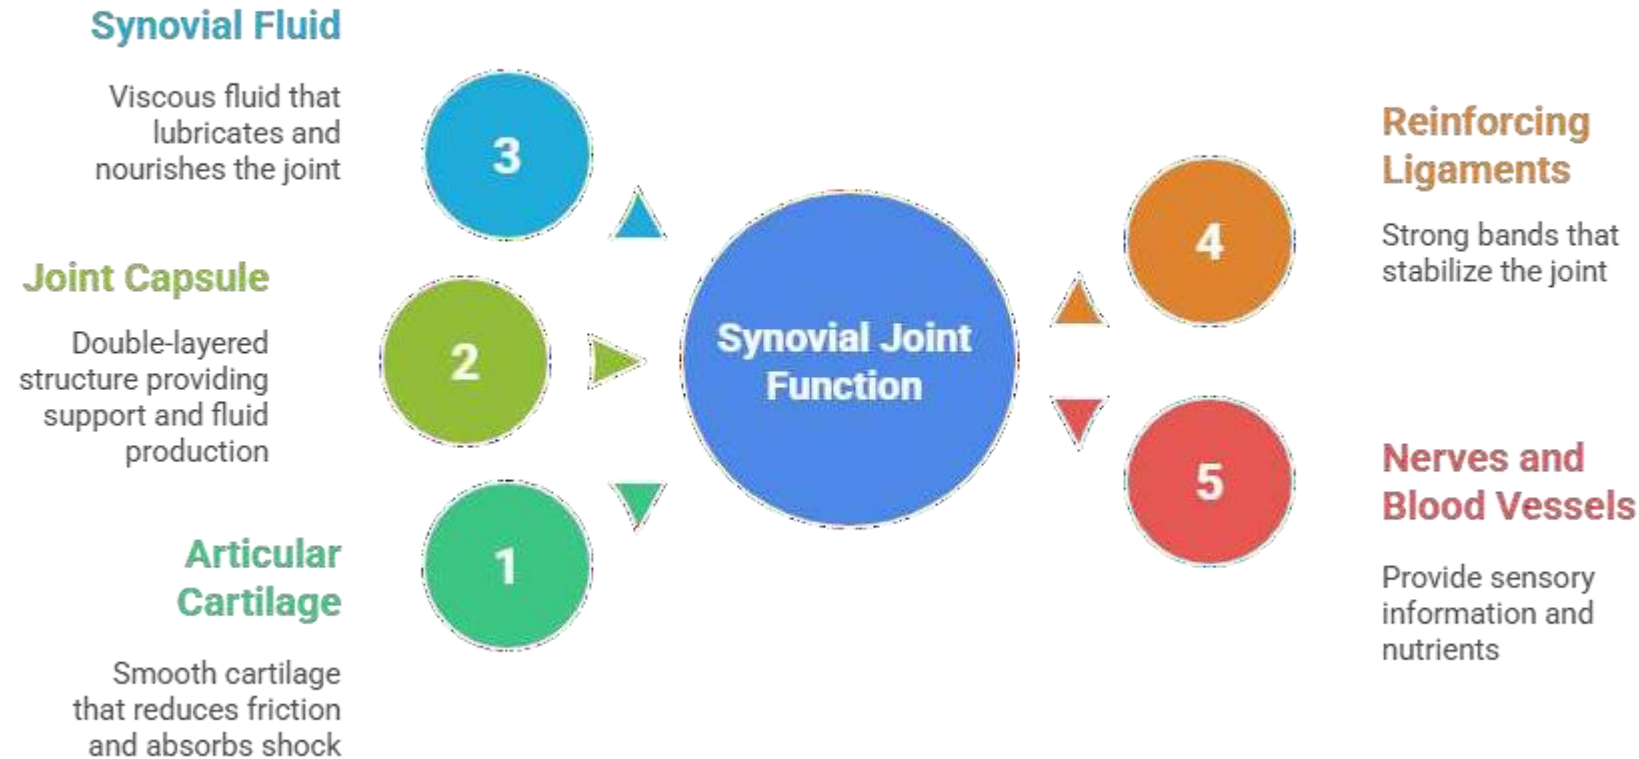 Synovial Fluid
Viscous fluid that
lubricates and
nourishes the joint
3
Joint Capsule
Double-layered
structure providing
support and fluid
production
2
Articular
Cartilage
Smooth cartilage
that reduces friction
and absorbs shock
1
Synovial Joint
Function
4
Reinforcing
Ligaments
Strong bands that
stabilize the joint
5
Nerves and
Blood Vessels
Provide sensory
information and
nutrients